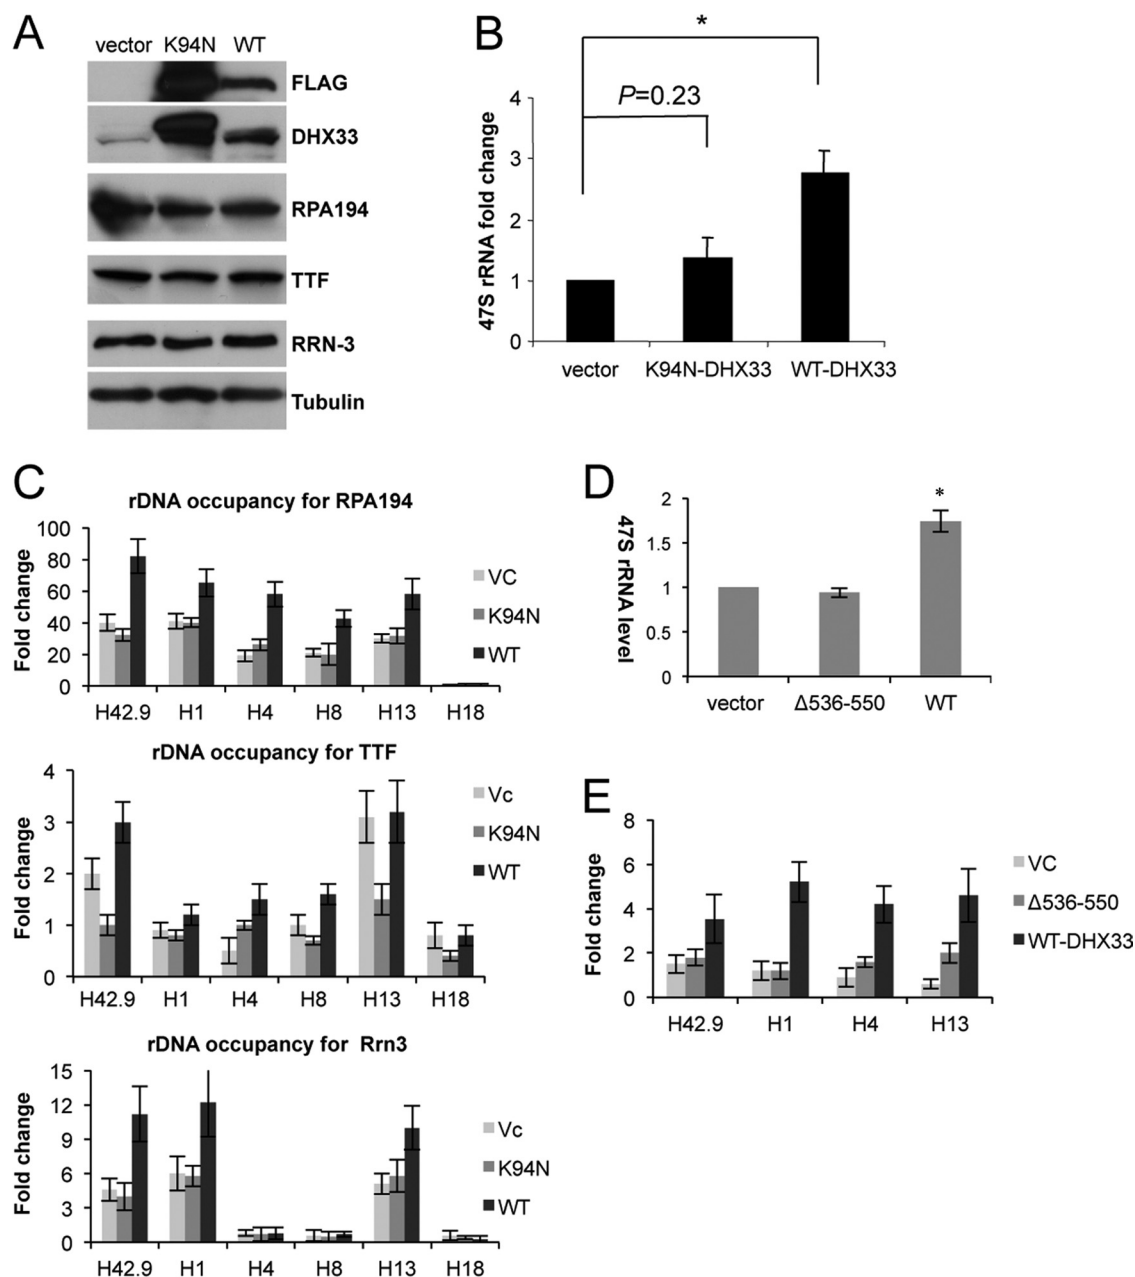 A
vector K94N WT
FLAG
DHX33
RPA194
TTF
RRN-3
Tubulin
B
*
P=0.23
47S rRNA fold change
4
3
2
1
0
vector K94N-DHX33 WT-DHX33
C
rDNA occupancy for RPA194
Fold change
100
80
60
40
20
0
VC
K94N
WT
H42.9 H1 H4 H8 H13 H18
rDNA occupancy for TTF
Fold change
4
3
2
1
0
Vc
K94N
WT
H42.9 H1 H4 H8 H13 H18
rDNA occupancy for Rrn3
Fold change
15
12
9
6
3
0
Vc
K94N
WT
H42.9 H1 H4 H8 H13 H18
D
47S rRNA level
2
1.5
1
0.5
0
*
vector Δ536-550 WT
E
Fold change
8
6
4
2
0
VC
Δ536-550
WT-DHX33
H42.9 H1 H4 H13